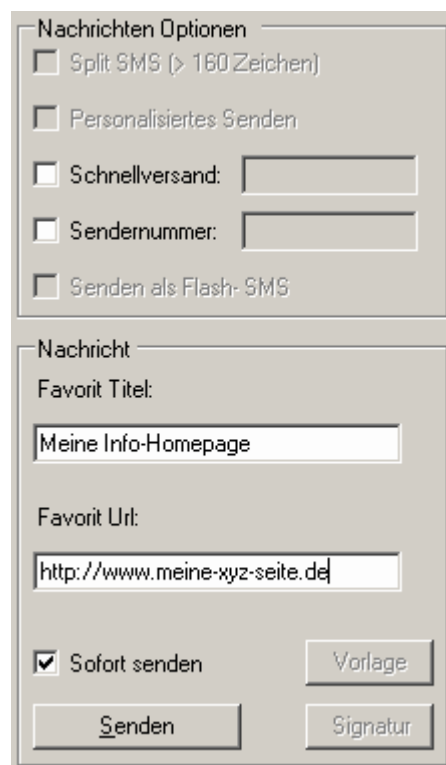 Nachrichten Optionen
Split SMS (> 160 Zeichen)
Personalisiertes Senden
Schnellversand:
Sendernummer:
Senden als Flash- SMS
Nachricht
Favorit Titel:
Meine Info-Homepage
Favorit Url:
http://www.meine-xyz-seite.de
Sofort senden
Vorlage
Senden
Signatur